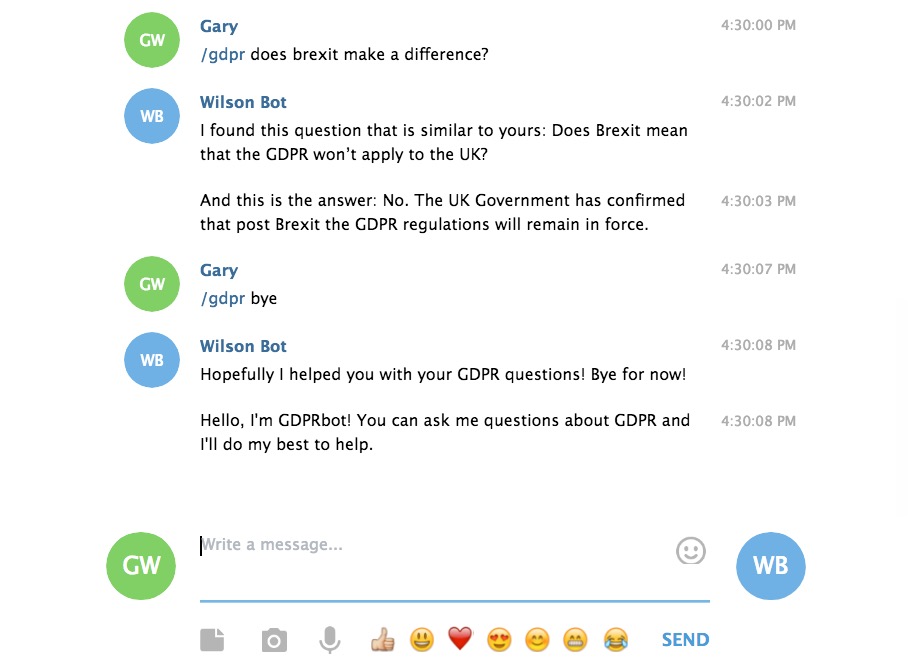 GW
Gary
4:30:00 PM
/gdpr does brexit make a difference?
WB
Wilson Bot
4:30:02 PM
I found this question that is similar to yours: Does Brexit mean
that the GDPR won’t apply to the UK?
And this is the answer: No. The UK Government has confirmed
4:30:03 PM
that post Brexit the GDPR regulations will remain in force.
GW
Gary
4:30:07 PM
/gdpr bye
WB
Wilson Bot
4:30:08 PM
Hopefully I helped you with your GDPR questions! Bye for now!
Hello, I'm GDPRbot! You can ask me questions about GDPR and
4:30:08 PM
I'll do my best to help.
GW
Write a message...
WB
SEND